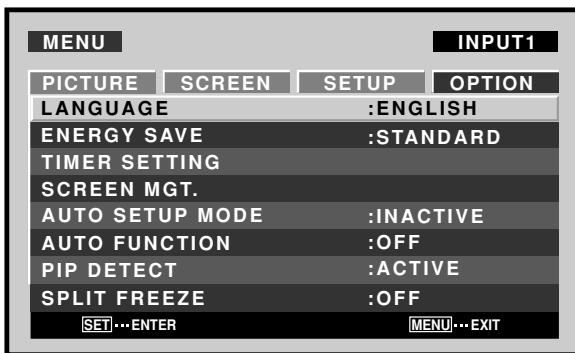 MENU INPUT1
PICTURE SCREEN SETUP OPTION
LANGUAGE :ENGLISH
ENERGY SAVE :STANDARD
TIMER SETTING
SCREEN MGT.
AUTO SETUP MODE :INACTIVE
AUTO FUNCTION :OFF
PIP DETECT :ACTIVE
SPLIT FREEZE :OFF
SET···ENTER MENU···EXIT